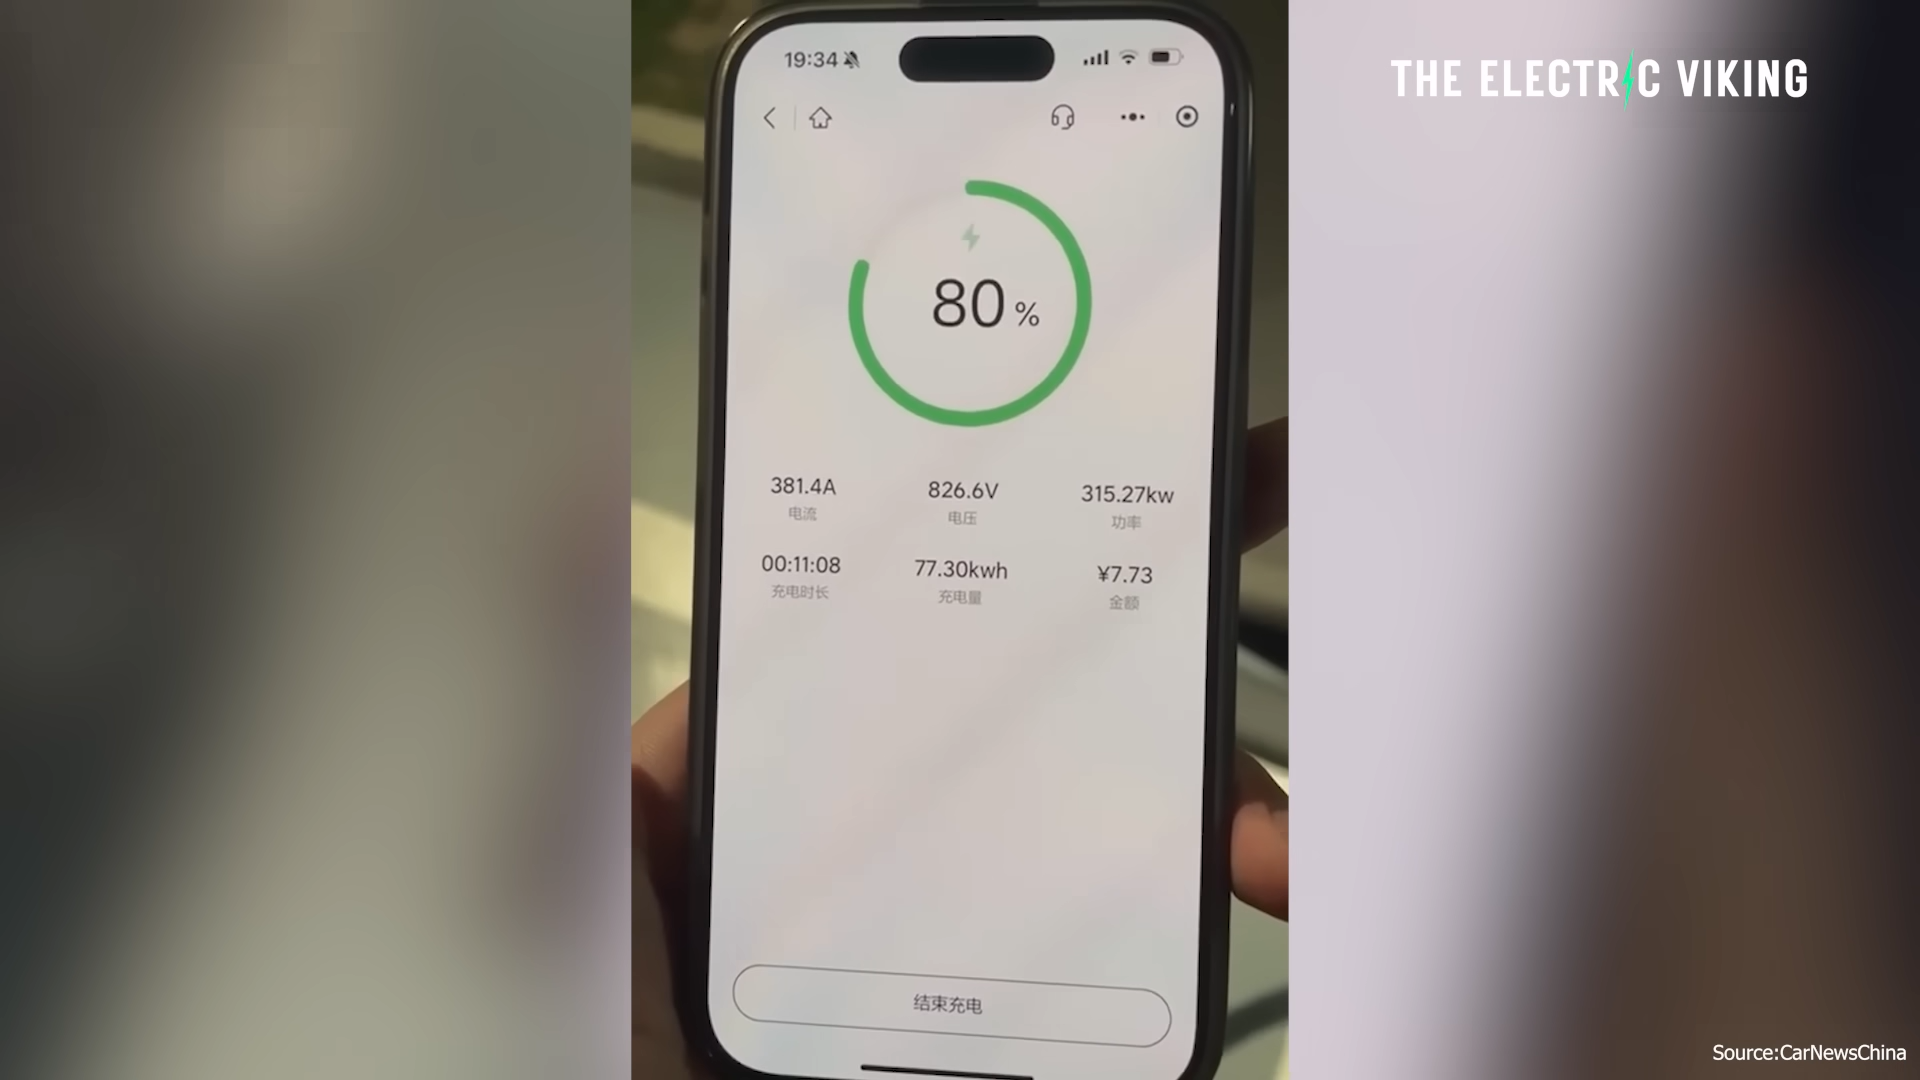 THE ELECTRIC VIKING
19:34
80 %
381.4A 826.6V 315.27kw
电流 电压 功率
00:11:08 77.30kwh ¥7.73
充电时长 充电量 金额
结束充电
Source:CarNewsChina